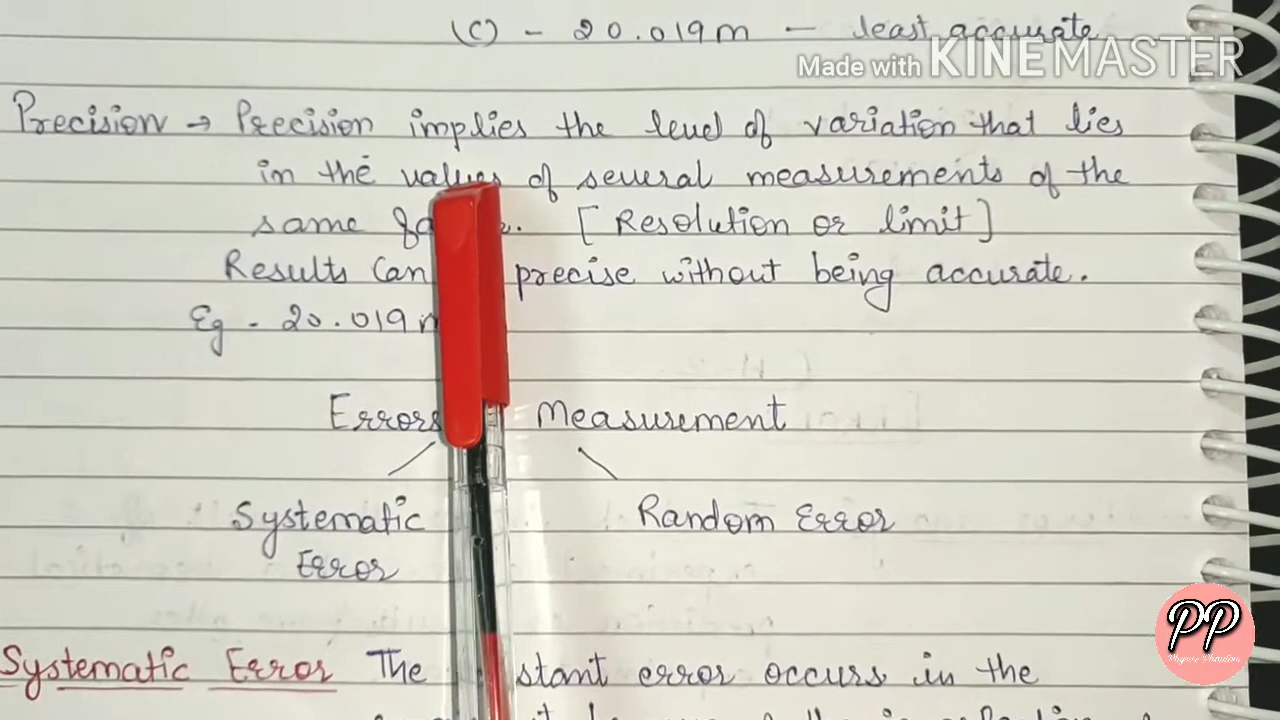 (C) - 20.019m - least accurate
Made with KINEMASTER
Precision → Precision implies the level of variation that lies
in the values of several measurements of the
same [Resolution or limit]
Results Can precise without being accurate.
Eg - 20.019m
Errors Measurement
Systematic Random Error
Error
Systematic Error The error occurs in the
PP